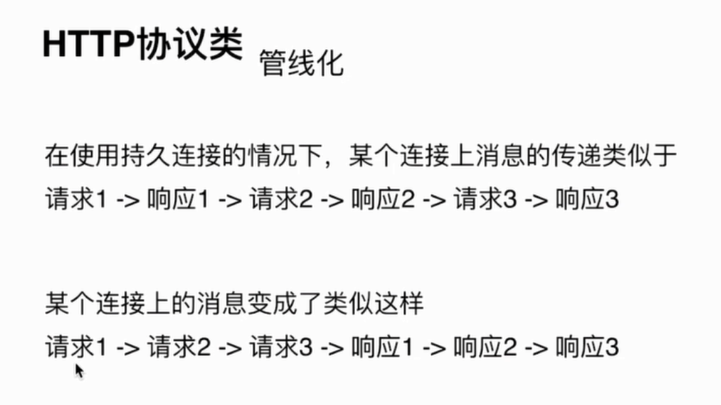 HTTP协议类 管线化
在使用持久连接的情况下，某个连接上消息的传递类似于
请求1 -> 响应1 -> 请求2 -> 响应2 -> 请求3 -> 响应3
某个连接上的消息变成了类似这样
请求1 -> 请求2 -> 请求3 -> 响应1 -> 响应2 -> 响应3